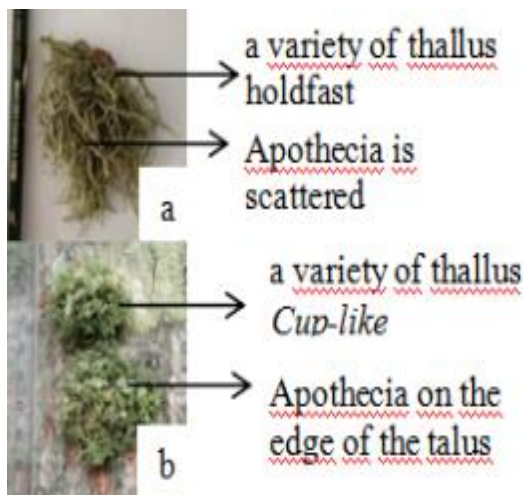 a variety of thallus
holdfast
Apothecia is
scattered
a
a variety of thallus
Cup-like
Apothecia on the
edge of the talus
b